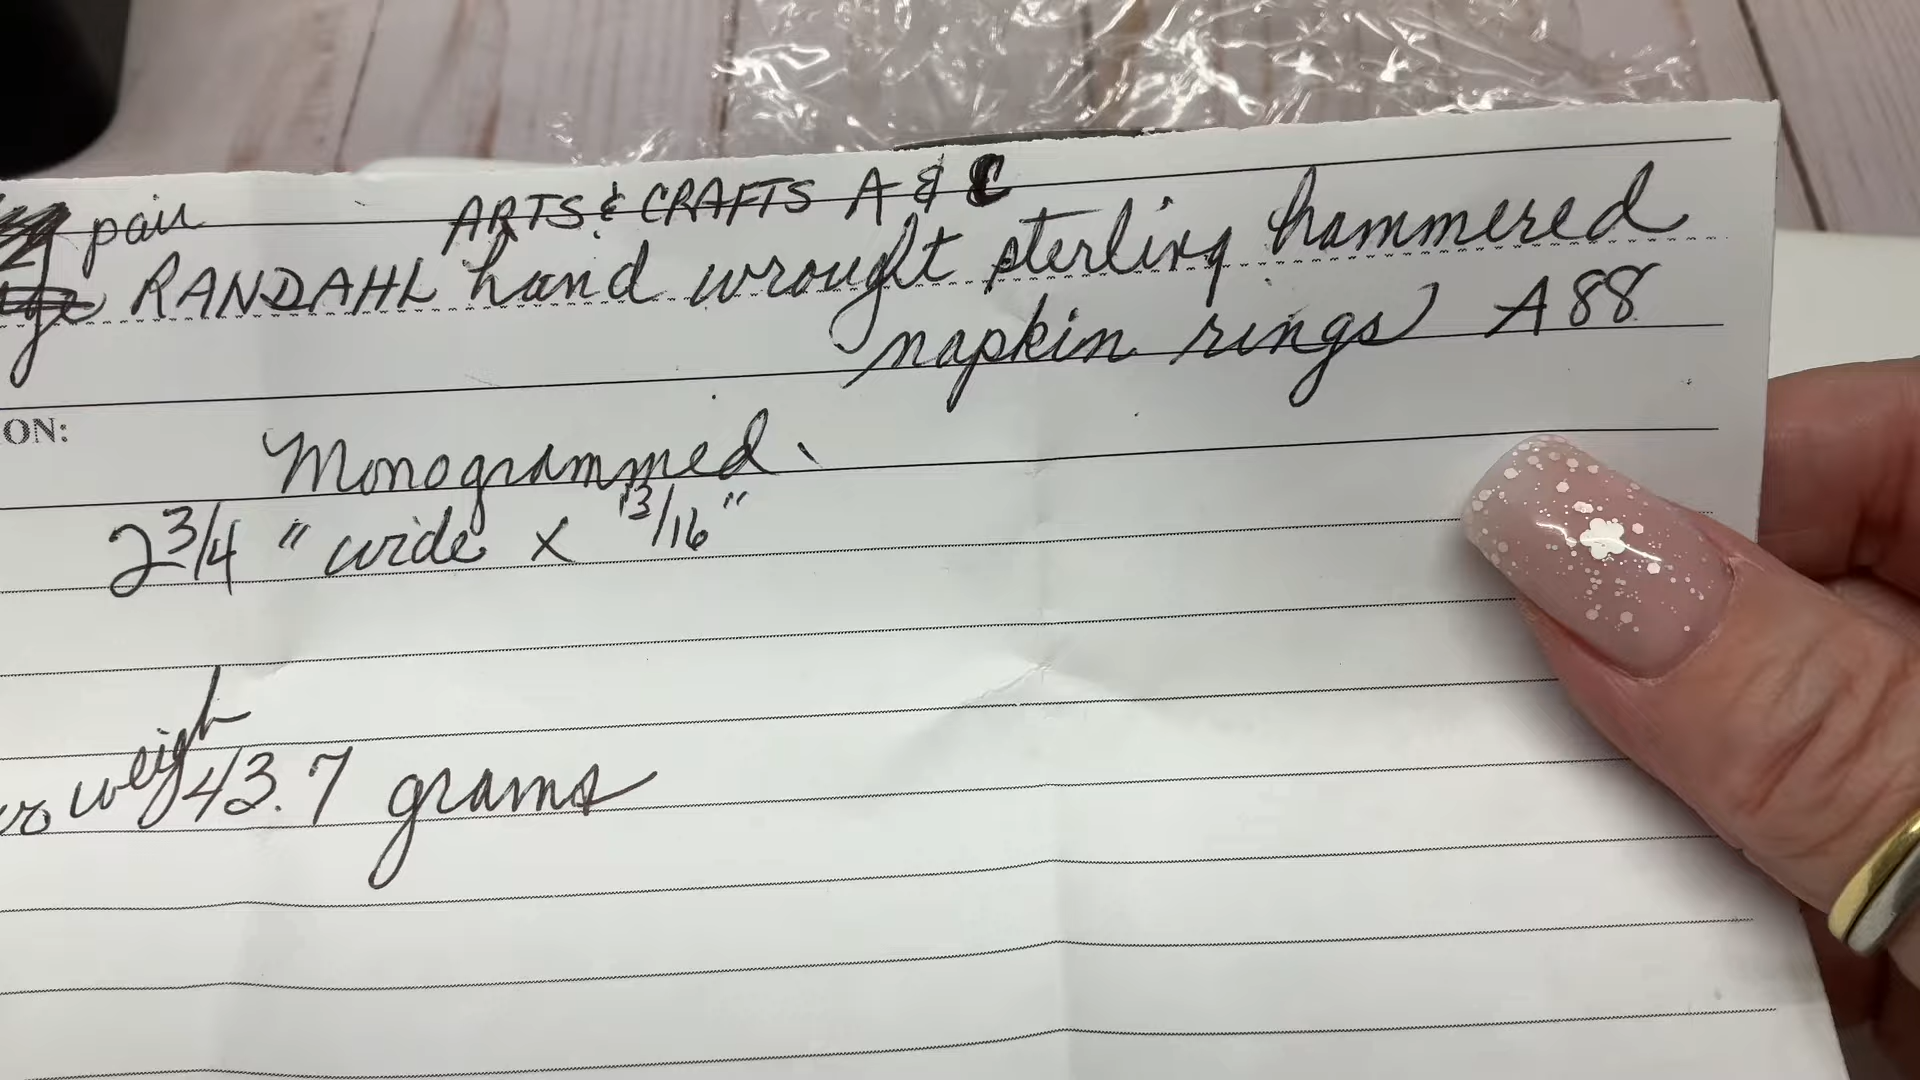 pair ARTS & CRAFTS A & C
RANDAHL hand wrought sterling hammered
napkin rings A88
ON:
Monogrammed.
2 3/4 " wide x 13/16"
weigh
43.7 grams